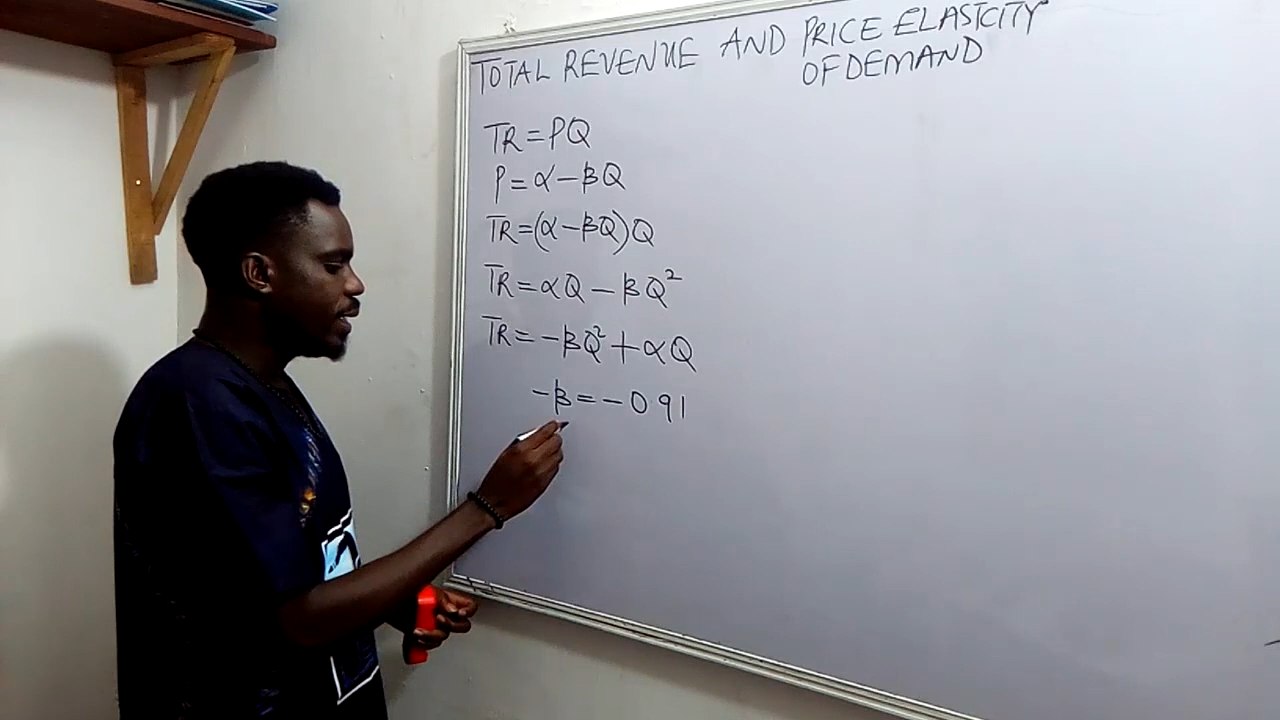 TOTAL REVENUE AND PRICE ELASTCITY
OF DEMAND
TR = PQ
P = α - βQ
TR = (α - βQ)Q
TR = αQ - βQ²
TR = -βQ² + αQ
-β = -0 91